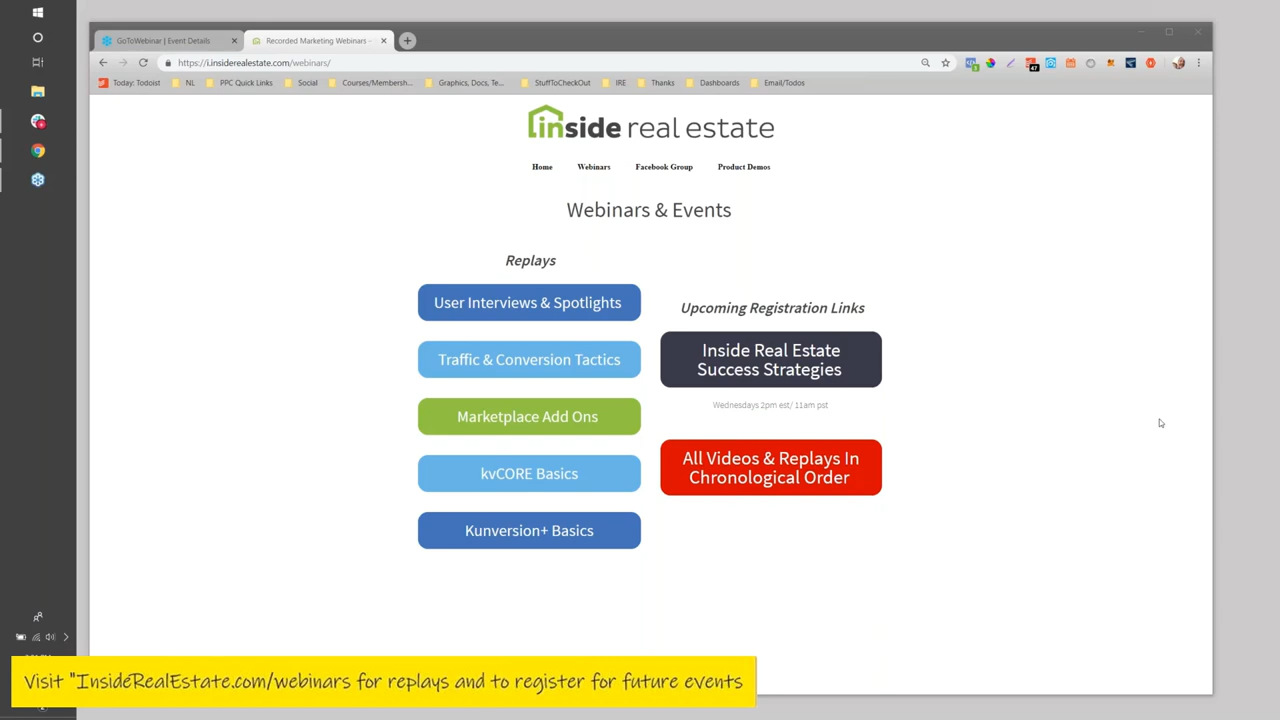 GoToWebinar | Event Details
Recorded Marketing Webinars -
https://i.insiderealestate.com/webinars/
Today: Todoist
NL
PPC Quick Links
Social
Courses/Membersh...
Graphics, Docs, Te...
StuffToCheckOut
IRE
Thanks
Dashboards
Email/Todos
47
inside real estate
Home
Webinars
Facebook Group
Product Demos
Webinars & Events
Replays
User Interviews & Spotlights
Traffic & Conversion Tactics
Marketplace Add Ons
kvCORE Basics
Kunversion+ Basics
Upcoming Registration Links
Inside Real Estate
Success Strategies
Wednesdays 2pm est/ 11am pst
All Videos & Replays In
Chronological Order
Visit "InsideRealEstate.com/webinars for replays and to register for future events